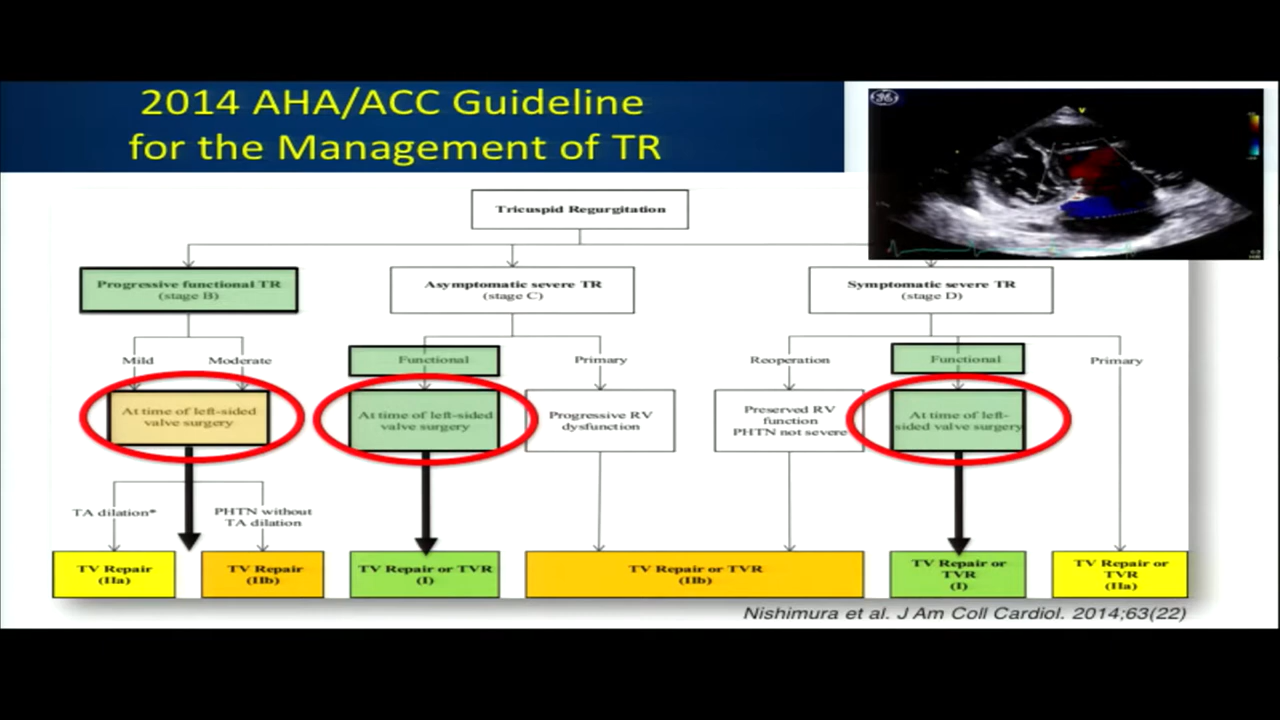 2014 AHA/ACC Guideline
for the Management of TR
V
Tricuspid Regurgitation
Progressive functional TR
(stage B)
Asymptomatic severe TR
(stage C)
Symptomatic severe TR
(stage D)
Mild
Moderate
Functional
Primary
Reoperation
Functional
Primary
At time of left-sided
valve surgery
At time of left-sided
valve surgery
Progressive RV
dysfunction
Preserved RV
function
PHTN not severe
At time of left-
sided valve surgery
TA dilation*
PHTN without
TA dilation
TV Repair
(IIa)
TV Repair
(IIb)
TV Repair or TVR
(I)
TV Repair or TVR
(IIb)
TV Repair or
TVR
(I)
TV Repair or
TVR
(IIa)
Nishimura et al. J Am Coll Cardiol. 2014;63(22)